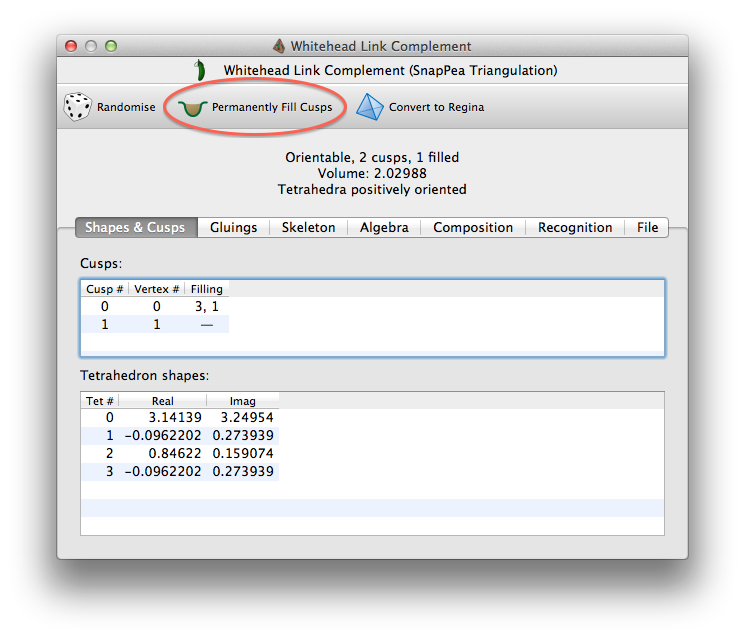 Whitehead Link Complement
Whitehead Link Complement (SnapPea Triangulation)
Randomise Permanently Fill Cusps Convert to Regina
Orientable, 2 cusps, 1 filled
Volume: 2.02988
Tetrahedra positively oriented
Shapes & Cusps Gluings Skeleton Algebra Composition Recognition File
Cusps:
Cusp # Vertex # Filling
0 0 3, 1
1 1 —
Tetrahedron shapes:
Tet # Real Imag
0 3.14139 3.24954
1 -0.0962202 0.273939
2 0.84622 0.159074
3 -0.0962202 0.273939